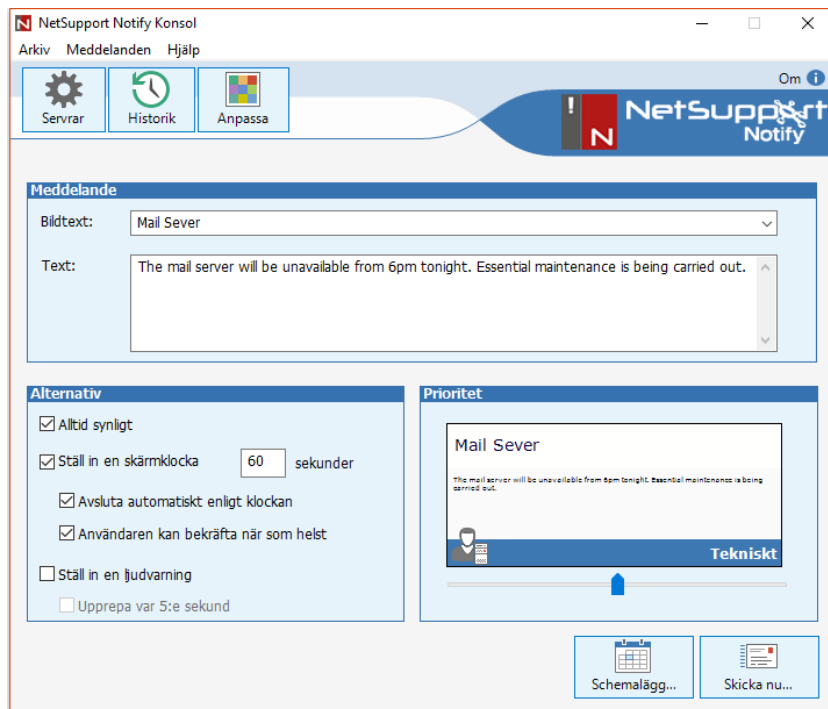 NetSupport Notify Konsol
Arkiv Meddelanden Hjälp
Servrar Historik Anpassa
Om
! N NetSupport
Notify
Meddelande
Bildtext: Mail Sever
Text: The mail server will be unavailable from 6pm tonight. Essential maintenance is being carried out.
Alternativ
Alltid synligt
Ställ in en skärmklocka 60 sekunder
Avsluta automatiskt enligt klockan
Användaren kan bekräfta när som helst
Ställ in en ljudvarning
Upprepa var 5:e sekund
Prioritet
Mail Sever
The mail server will be unavailable from 6pm tonight. Essential maintenance is being
carried out.
Tekniskt
Schemalägg... Skicka nu...